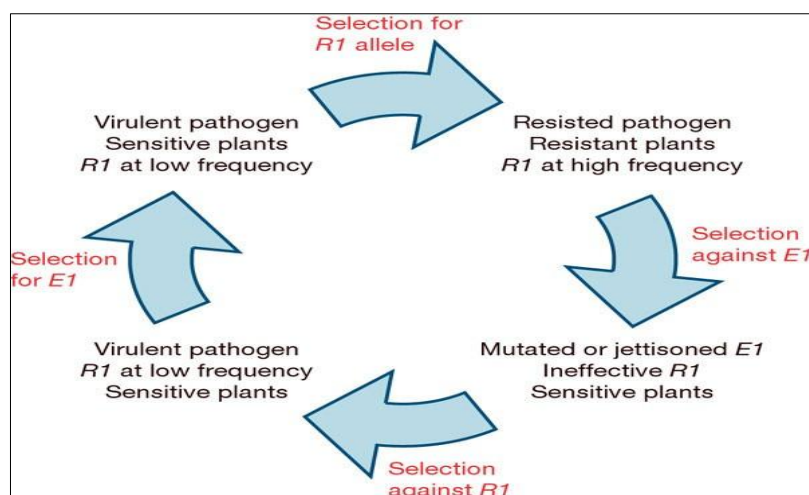 Selection for
R1 allele
Virulent pathogen
Sensitive plants
R1 at low frequency
Resisted pathogen
Resistant plants
R1 at high frequency
Selection
against E1
Mutated or jettisoned E1
Ineffective R1
Sensitive plants
Selection
against R1
Virulent pathogen
R1 at low frequency
Sensitive plants
Selection
for E1